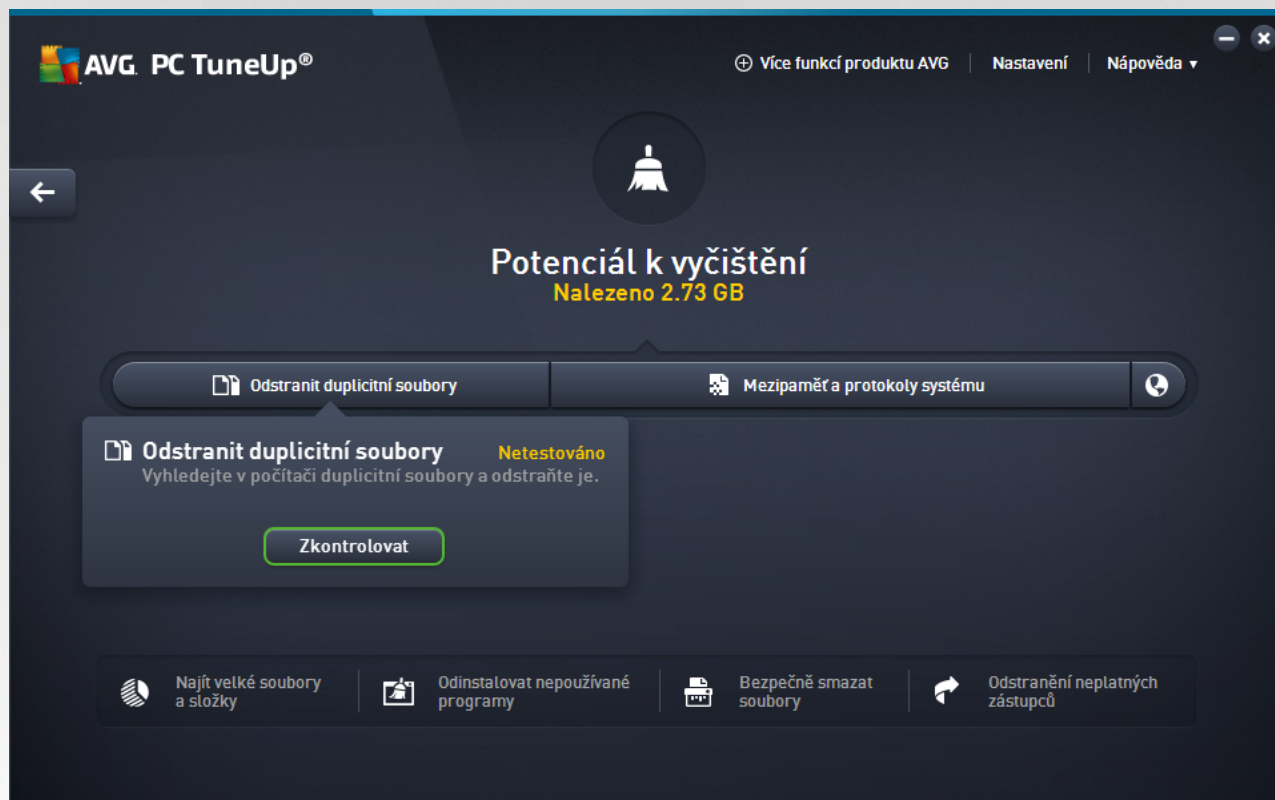 AVG. PC TuneUp®
Více funkcí produktu AVG
Nastavení
Nápověda
Potenciál k vyčištění
Nalezeno 2.73 GB
Odstranit duplicitní soubory
Mezipaměť a protokoly systému
Odstranit duplicitní soubory
Netestováno
Vyhledejte v počítači duplicitní soubory a odstraňte je.
Zkontrolovat
Najít velké soubory
a složky
Odinstalovat nepoužívané
programy
Bezpečně smazat
soubory
Odstranění neplatných
zástupců